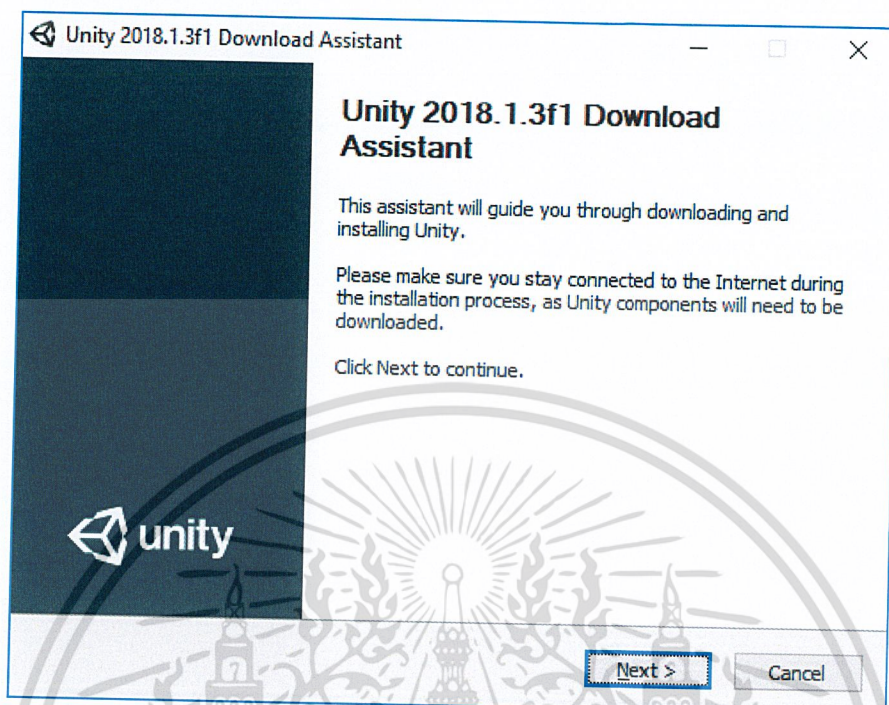 Unity 2018.1.3f1 Download Assistant
Unity 2018.1.3f1 Download
Assistant
This assistant will guide you through downloading and
installing Unity.
Please make sure you stay connected to the Internet during
the installation process, as Unity components will need to be
downloaded.
Click Next to continue.
unity
Next >
Cancel